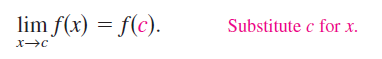 lim f(x) = f(c). Substitute c for x.
x→c